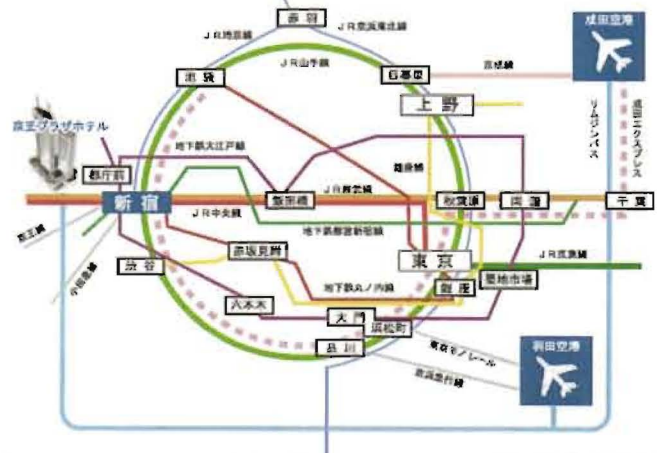 赤羽
成田空港
JR埼京線
JR京浜東北線
JR山手線
池袋
日暮里
京成線
上野
京王プラザホテル
地下鉄大江戸線
銀座線
リムジンバス
成田エクスプレス
都庁前
新宿
飯田橋
JR総武線
秋葉原
両国
千葉
JR中央線
地下鉄都営新宿線
京王線
小田急線
渋谷
赤坂見附
東京
JR京葉線
地下鉄丸ノ内線
銀座
築地市場
六本木
大門
浜松町
品川
東京モノレール
京浜急行線
羽田空港